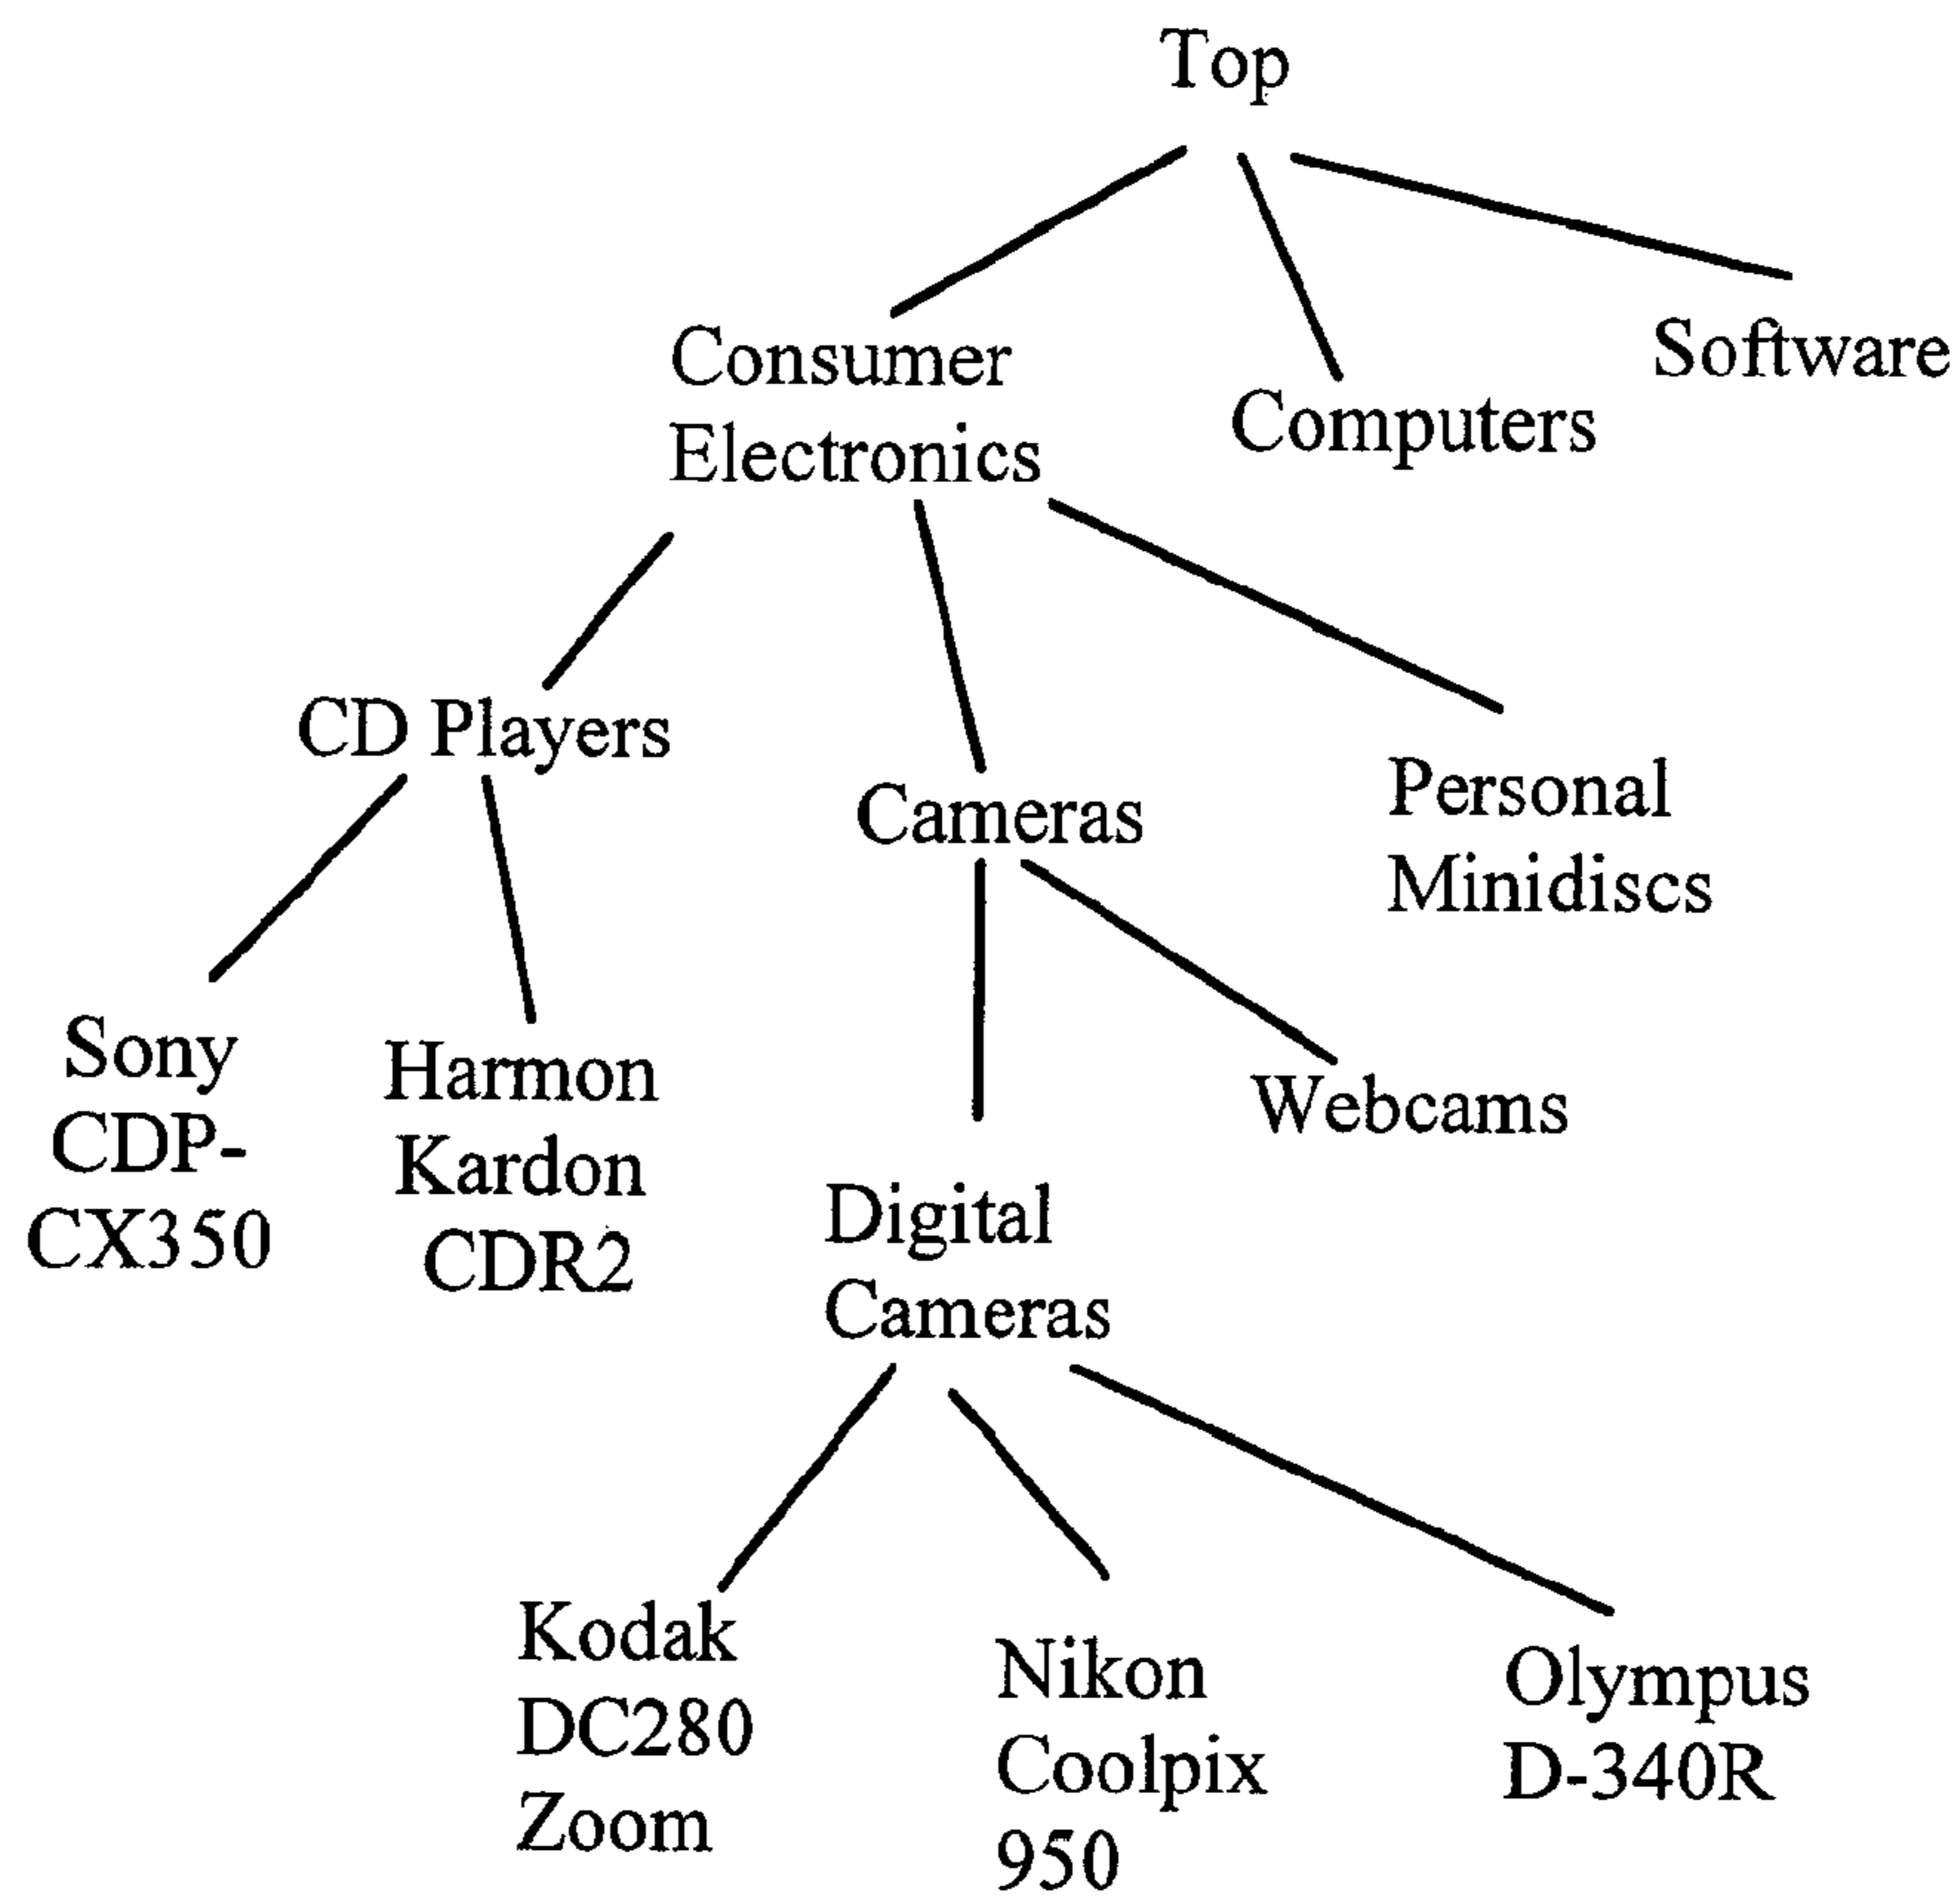 Top
Consumer
Electronics
Computers
Software
CD Players
Cameras
Personal
Minidiscs
Sony
CDP-
CX350
Harmon
Kardon
CDR2
Webcams
Digital
Cameras
Kodak
DC280
Zoom
Nikon
Coolpix
950
Olympus
D-340R